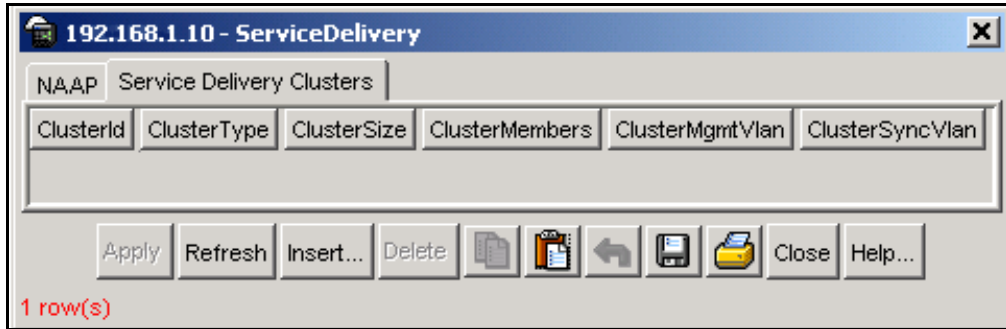 192.168.1.10 - ServiceDelivery
NAAP Service Delivery Clusters
ClusterId ClusterType ClusterSize ClusterMembers ClusterMgmtVlan ClusterSyncVlan
Apply Refresh Insert... Delete Close Help...
1 row(s)